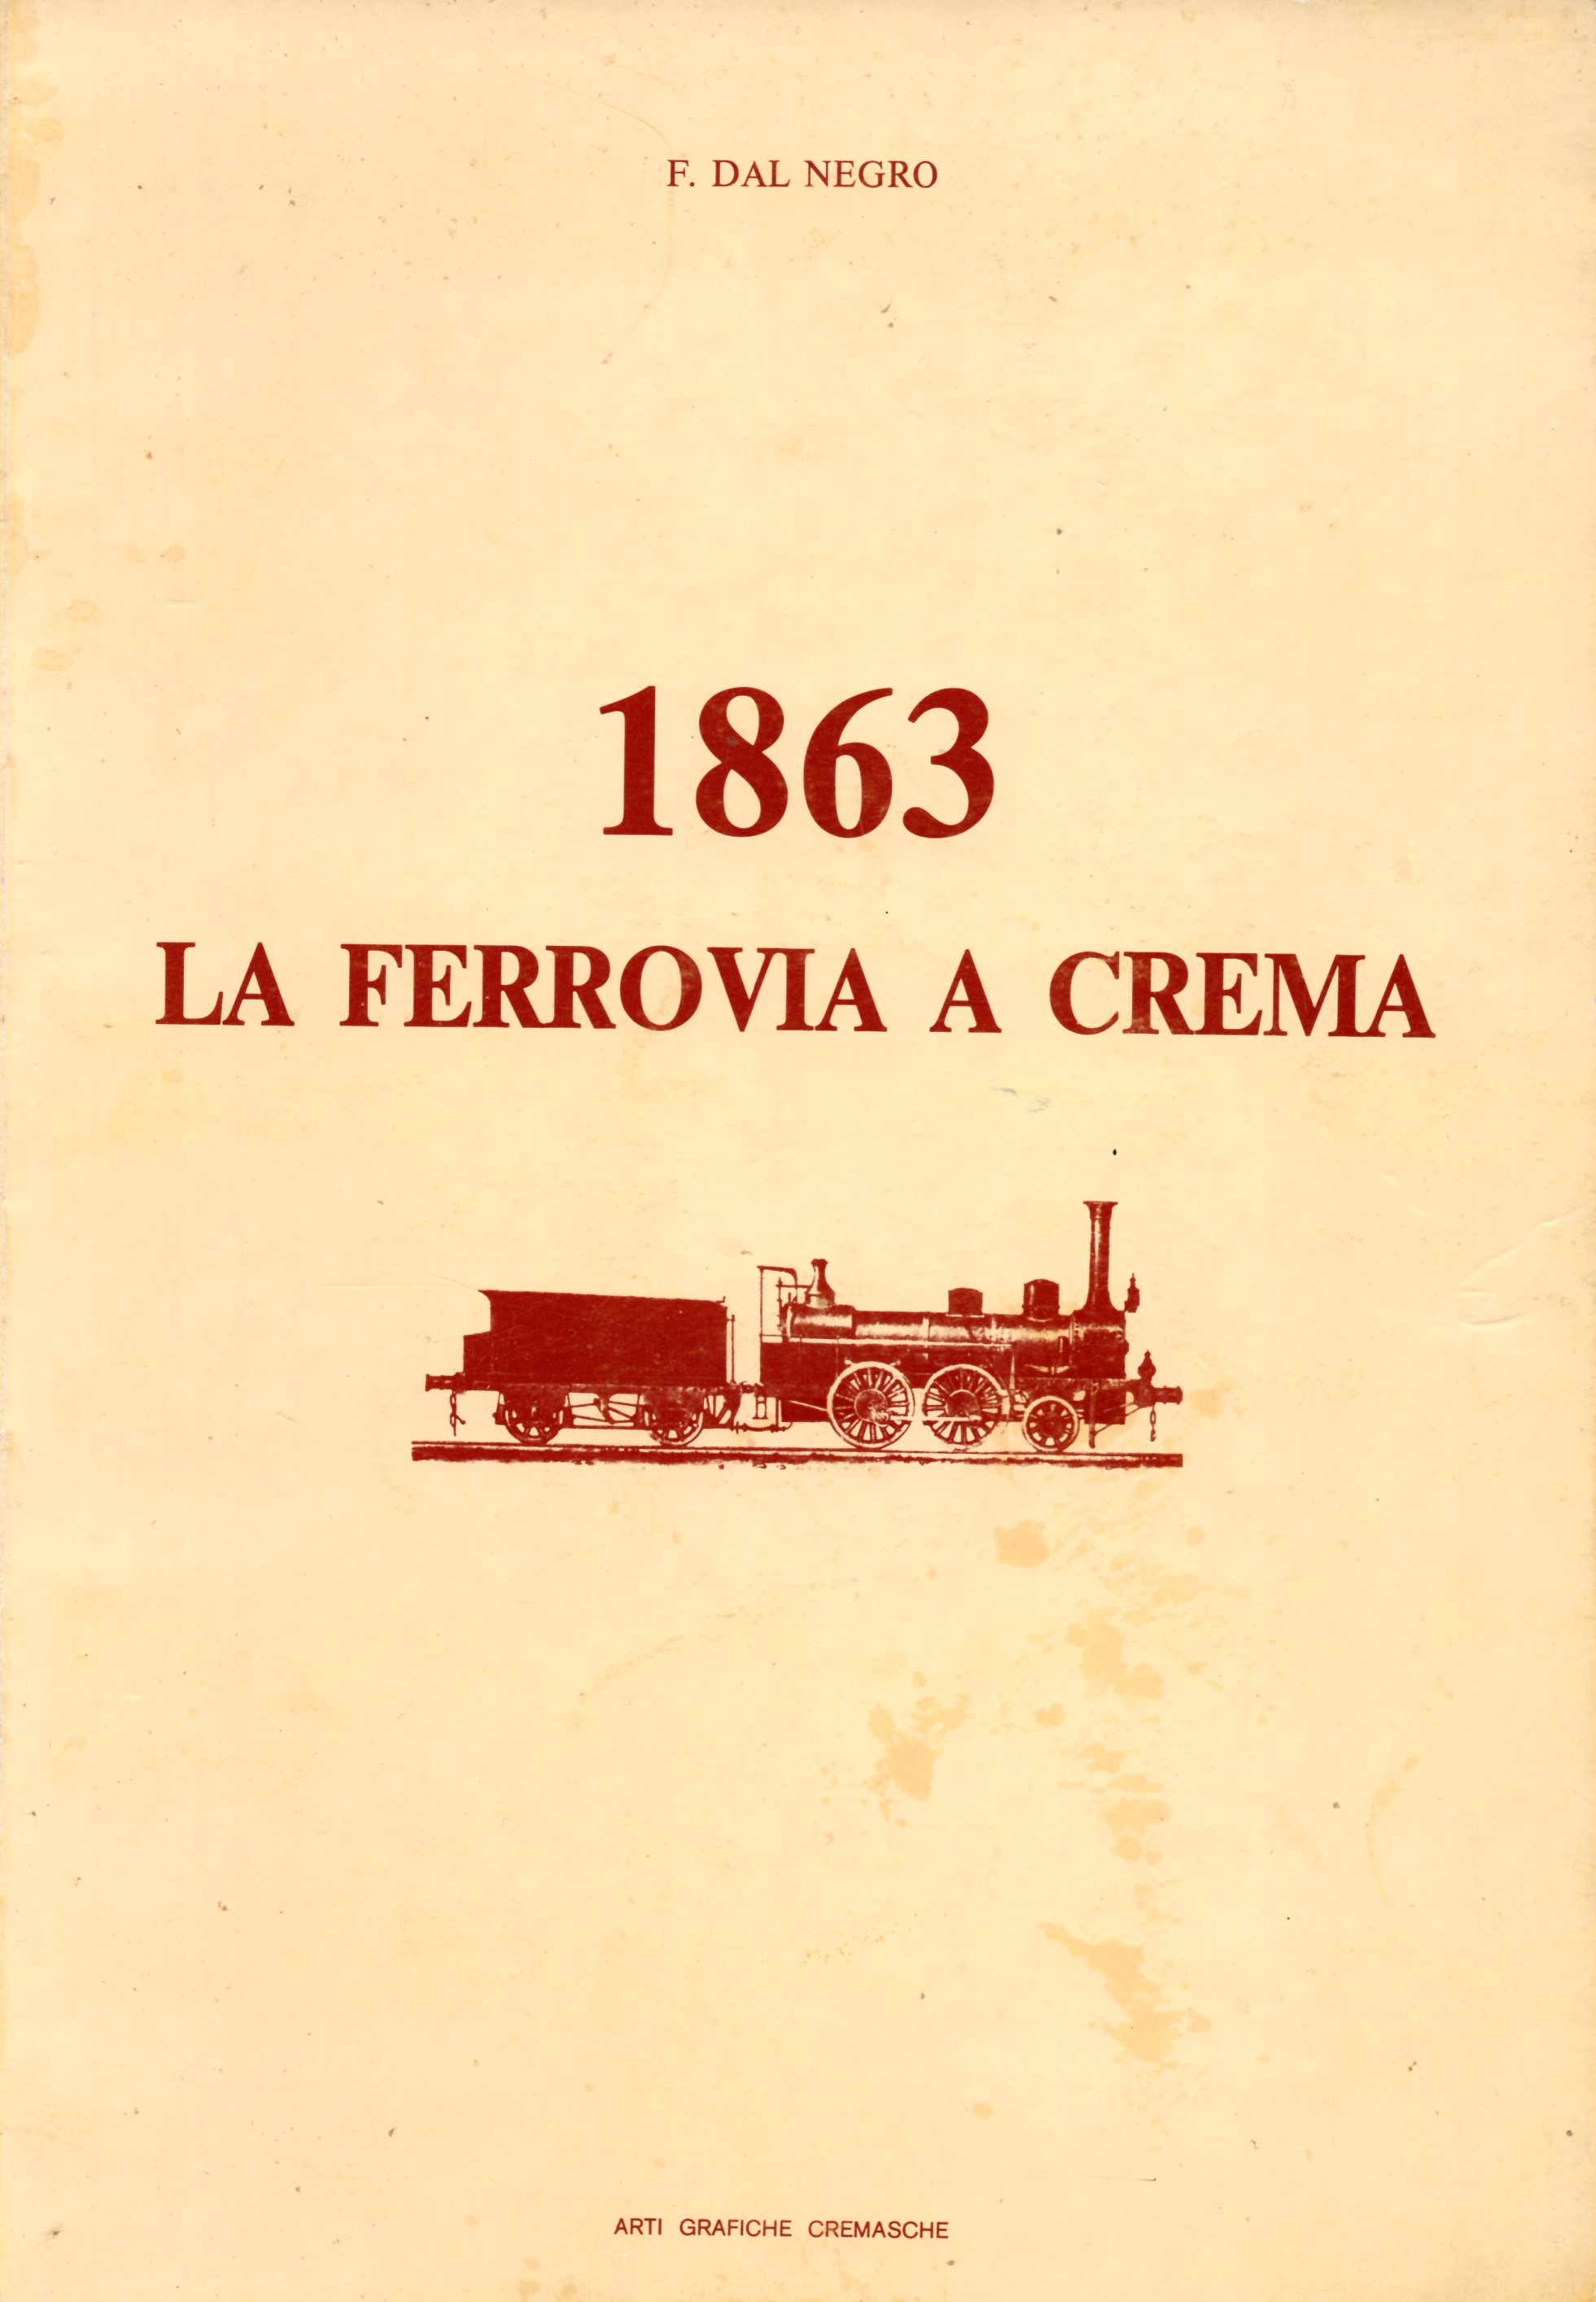 F. DAL NEGRO
1863
LA FERROVIA A CREMA
ARTI GRAFICHE CREMASCHE